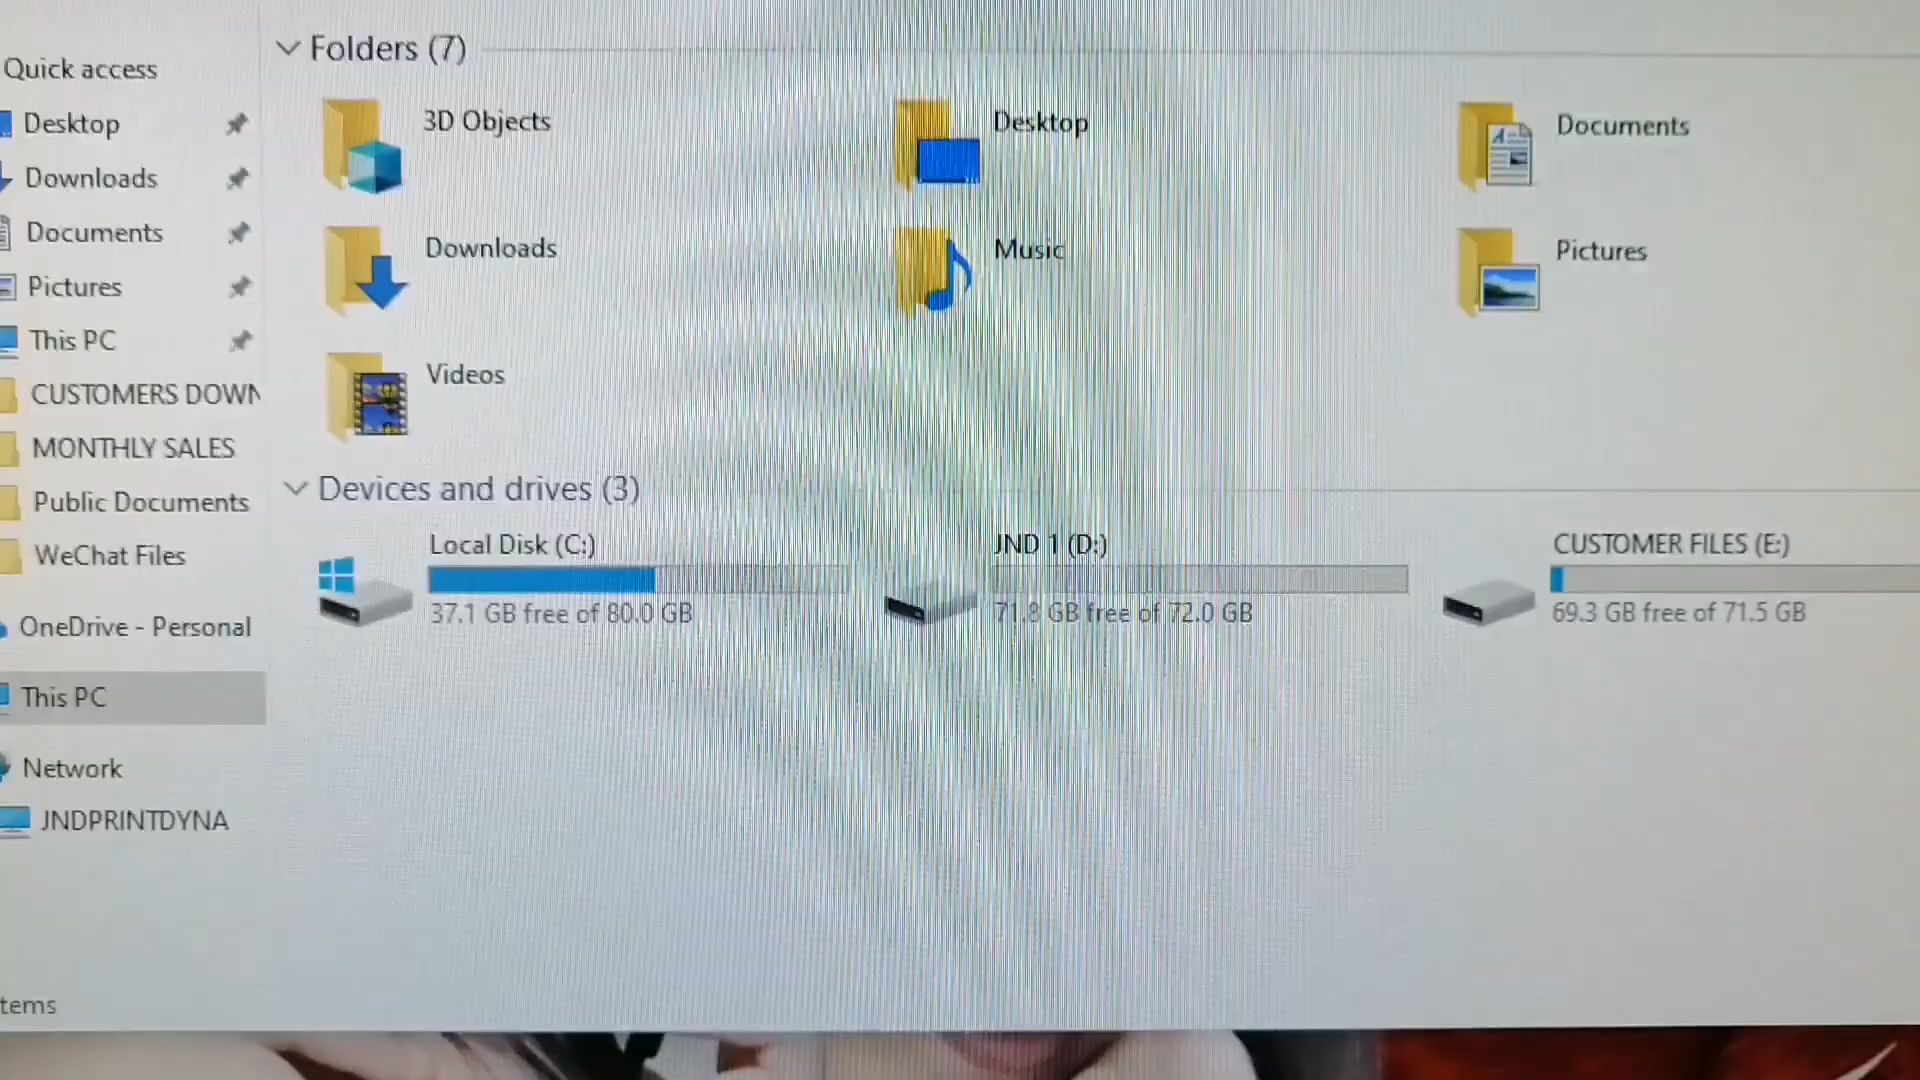 Quick access
Desktop
Downloads
Documents
Pictures
This PC
CUSTOMERS DOWN
MONTHLY SALES
Public Documents
WeChat Files
OneDrive - Personal
This PC
Network
JNDPRINTDYNA
tems
Folders (7)
3D Objects
Desktop
Documents
Downloads
Music
Pictures
Videos
Devices and drives (3)
Local Disk (C:)
37.1 GB free of 80.0 GB
JND 1 (D:)
71.8 GB free of 72.0 GB
CUSTOMER FILES (E:)
69.3 GB free of 71.5 GB